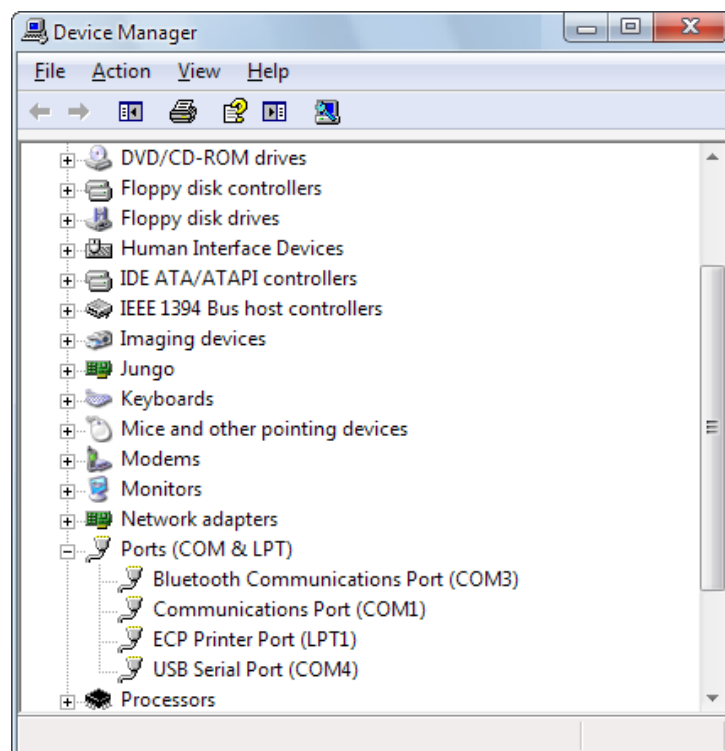 Device Manager
File Action View Help
DVD/CD-ROM drives
Floppy disk controllers
Floppy disk drives
Human Interface Devices
IDE ATA/ATAPI controllers
IEEE 1394 Bus host controllers
Imaging devices
Jungo
Keyboards
Mice and other pointing devices
Modems
Monitors
Network adapters
Ports (COM & LPT)
Bluetooth Communications Port (COM3)
Communications Port (COM1)
ECP Printer Port (LPT1)
USB Serial Port (COM4)
Processors